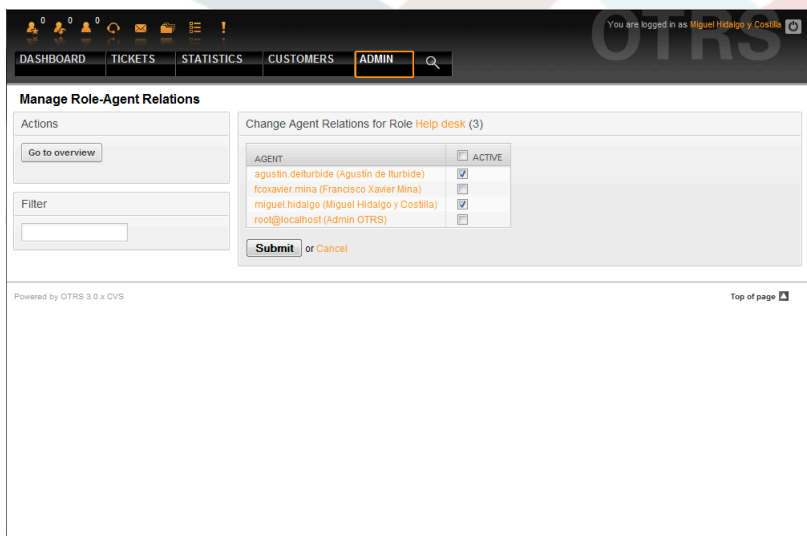 0 0 0
You are logged in as Miguel Hidalgo y Costilla
OTRS
DASHBOARD TICKETS STATISTICS CUSTOMERS ADMIN
Manage Role-Agent Relations
Actions
Go to overview
Filter
Change Agent Relations for Role Help desk (3)
AGENT ACTIVE
agustin.deiturbide (Agustín de Iturbide)
fcoxavier.mina (Francisco Xavier Mina)
miguel.hidalgo (Miguel Hidalgo y Costilla)
root@localhost (Admin OTRS)
Submit or Cancel
Powered by OTRS 3.0.x CVS
Top of page